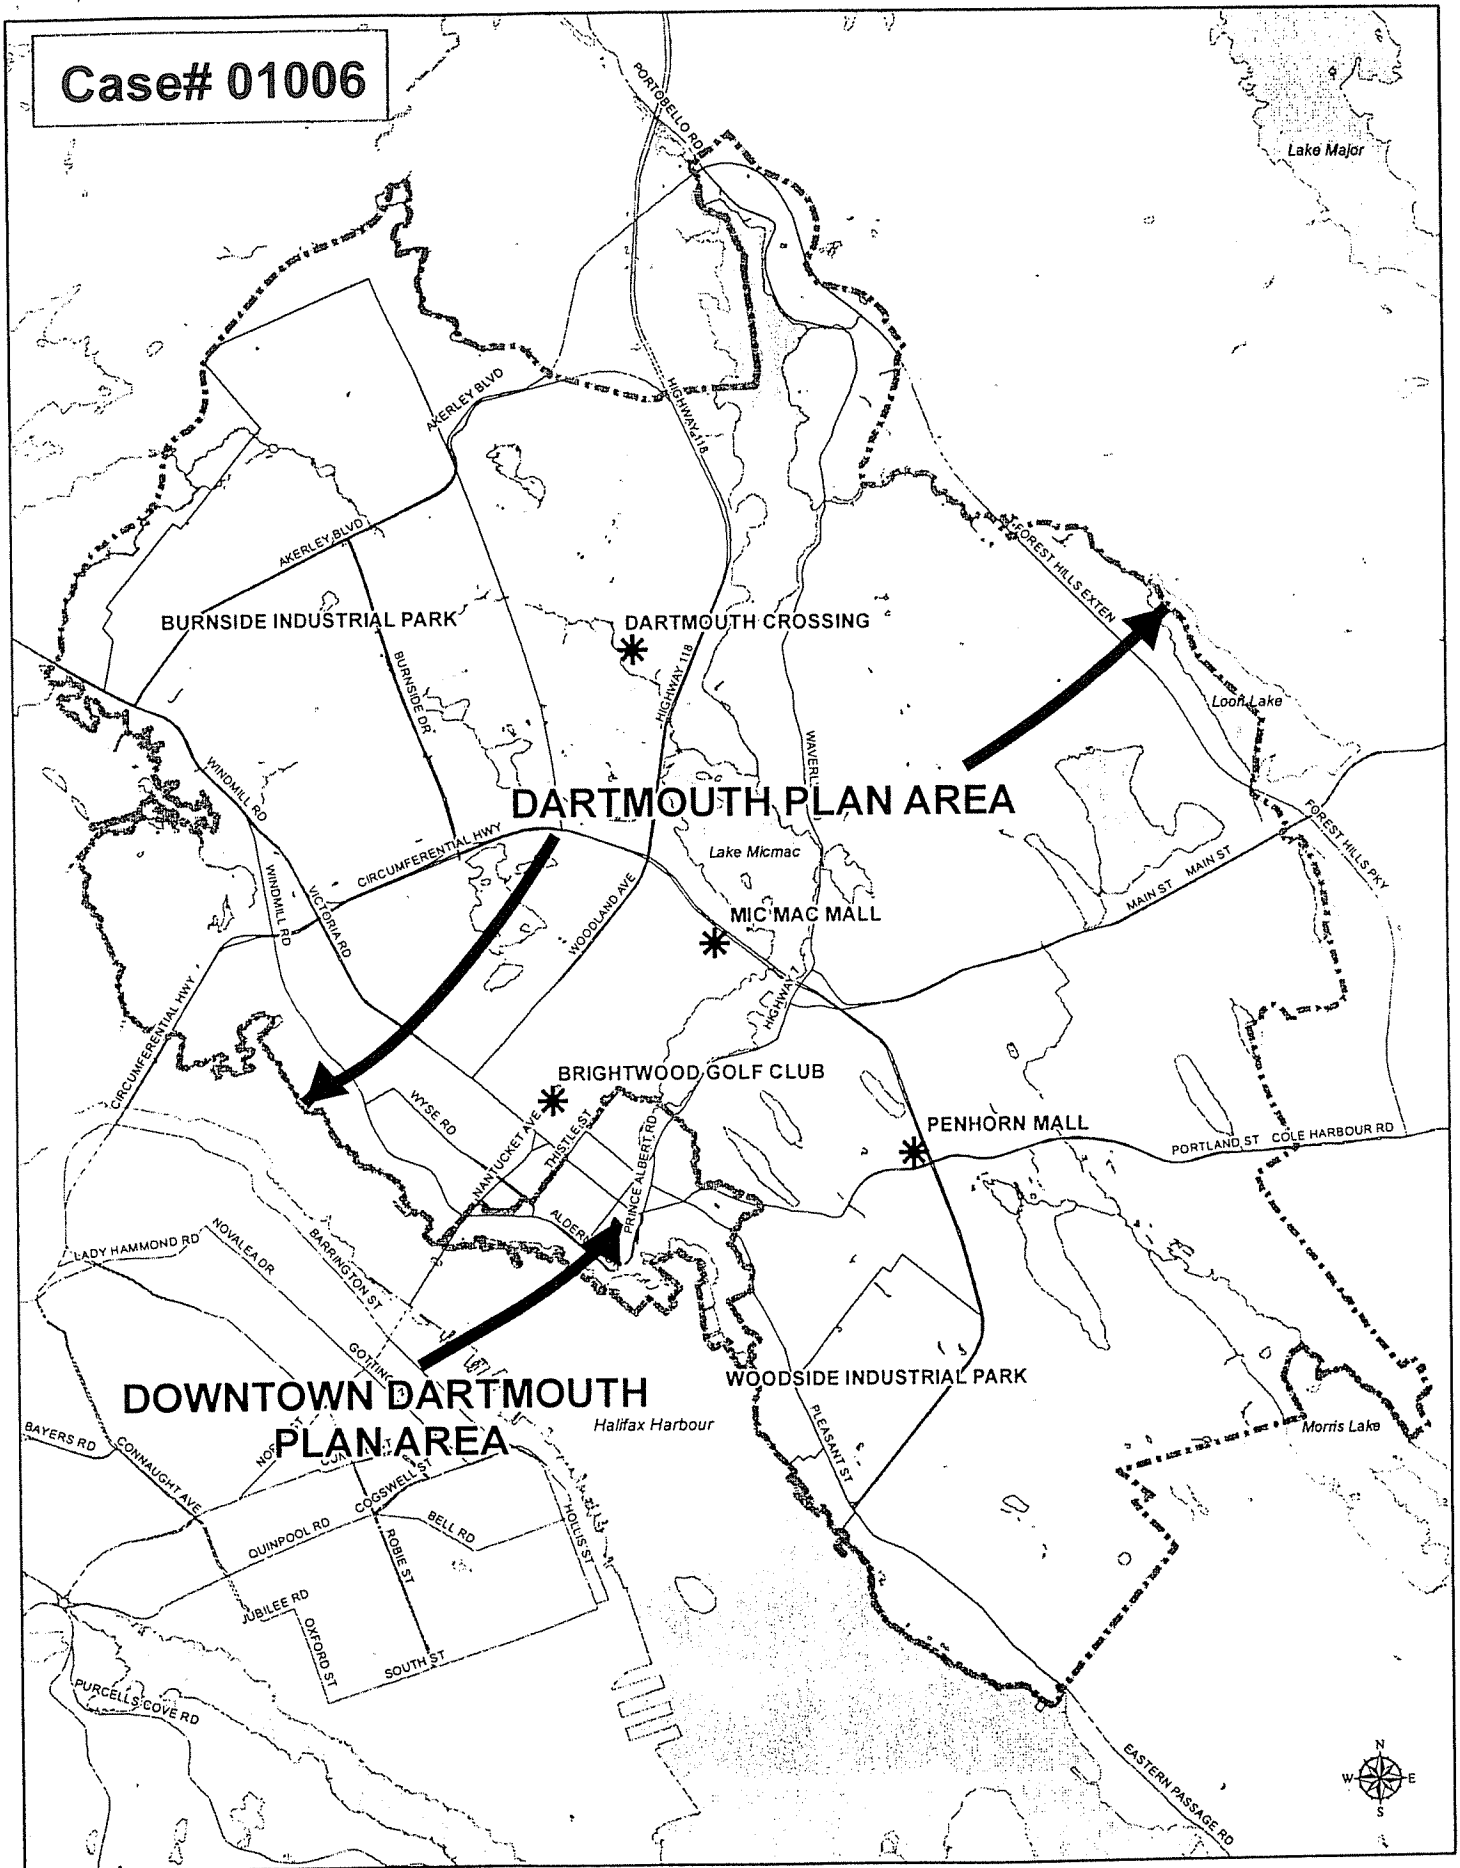 Case# 01006
PORTOBELLO RD
Lake Major
AKERLEY BLVD
HIGHWAY 118
AKERLEY BLVD
FOREST HILLS EXTEN
BURNSIDE INDUSTRIAL PARK
DARTMOUTH CROSSING
BURNSIDE DR
HIGHWAY 118
Loon Lake
WINDMILL RD
DARTMOUTH PLAN AREA
FOREST HILLS PKY
CIRCUMFERENTIAL HWY
Lake Micmac
MAIN ST
MAIN ST
WINDMILL RD
VICTORIA RD
WOODLAND AVE
MIC MAC MALL
CIRCUMFERENTIAL HWY
HIGHWAY 7
BRIGHTWOOD GOLF CLUB
WYSE RD
NANTUCKET AVE
THISTLE ST
PRINCE ALBERT RD
PENHORN MALL
PORTLAND ST
COLE HARBOUR RD
LADY HAMMOND RD
NOVALEA DR
BARRINGTON ST
WOODSIDE INDUSTRIAL PARK
DOWNTOWN DARTMOUTH
PLAN AREA
Halifax Harbour
PLEASANT ST
Morris Lake
BAYERS RD
CONNAUGHT AVE
COGSWELL ST
QUINPOOL RD
ROBIE ST
BELL RD
HOLLIS ST
JUBILEE RD
OXFORD ST
SOUTH ST
PURCELLS COVE RD
EASTERN PASSAGE RD
N
W
E
S